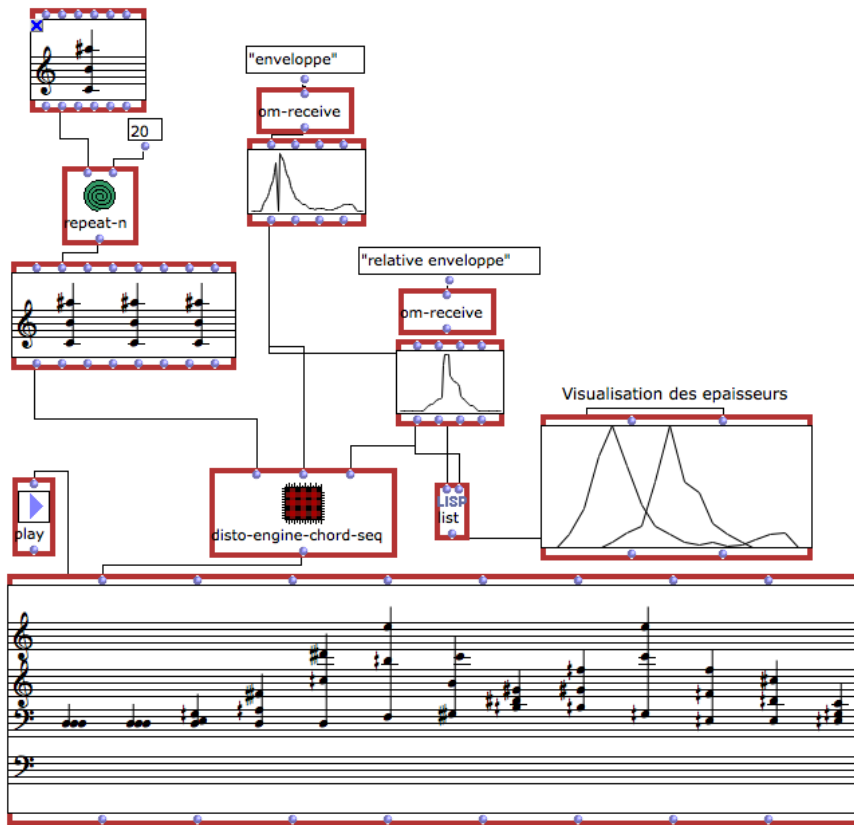 "enveloppe"
om-receive
20
repeat-n
"relative enveloppe"
om-receive
Visualisation des epaisseurs
play
disto-engine-chord-seq
LISP
list